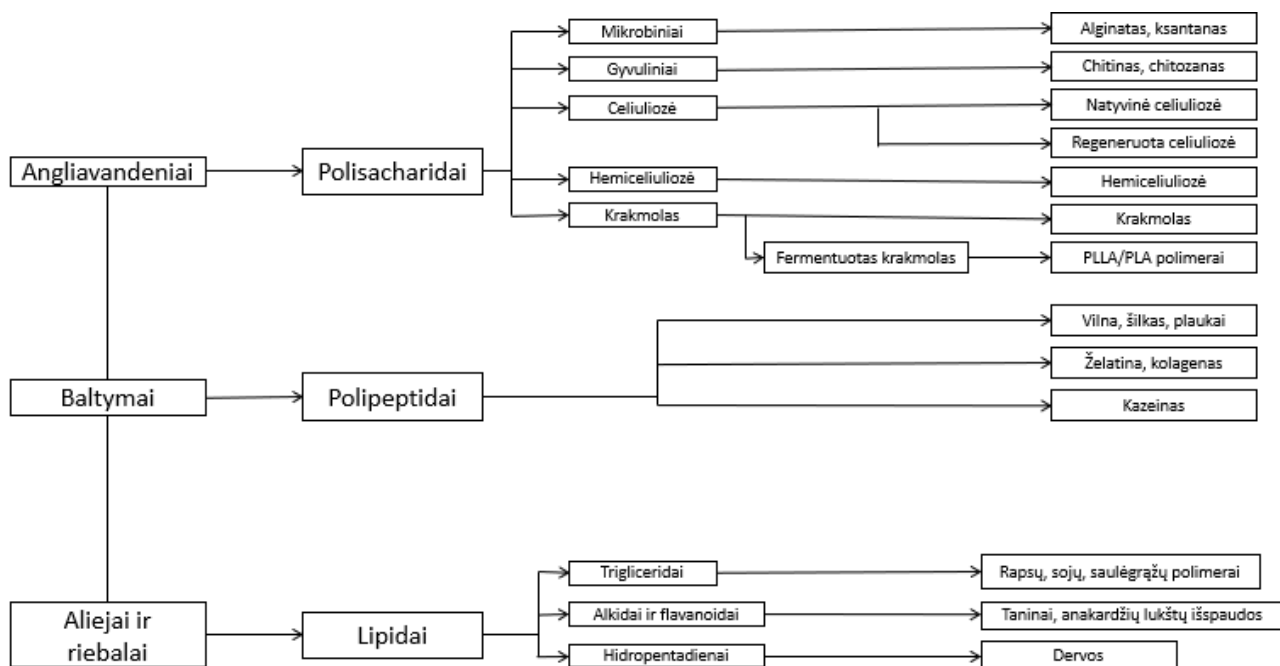 Angliavandeniai
Polisacharidai
Mikrobiniai
Alginatas, ksantanas
Gyvuliniai
Chitinas, chitozanas
Celiuliozė
Natyvinė celiuliozė
Regeneruota celiuliozė
Hemiceliuliozė
Hemiceliuliozė
Krakmolas
Krakmolas
Fermentuotas krakmolas
PLLA/PLA polimerai
Baltymai
Polipeptidai
Vilna, šilkas, plaukai
Želatina, kolagenas
Kazeinas
Aliejai ir
riebalai
Lipidai
Trigliceridai
Rapsų, sojų, saulėgrąžų polimerai
Alkidai ir flavanoidai
Taninai, anakardžių lukštų išspaudos
Hidropentadienai
Dervos